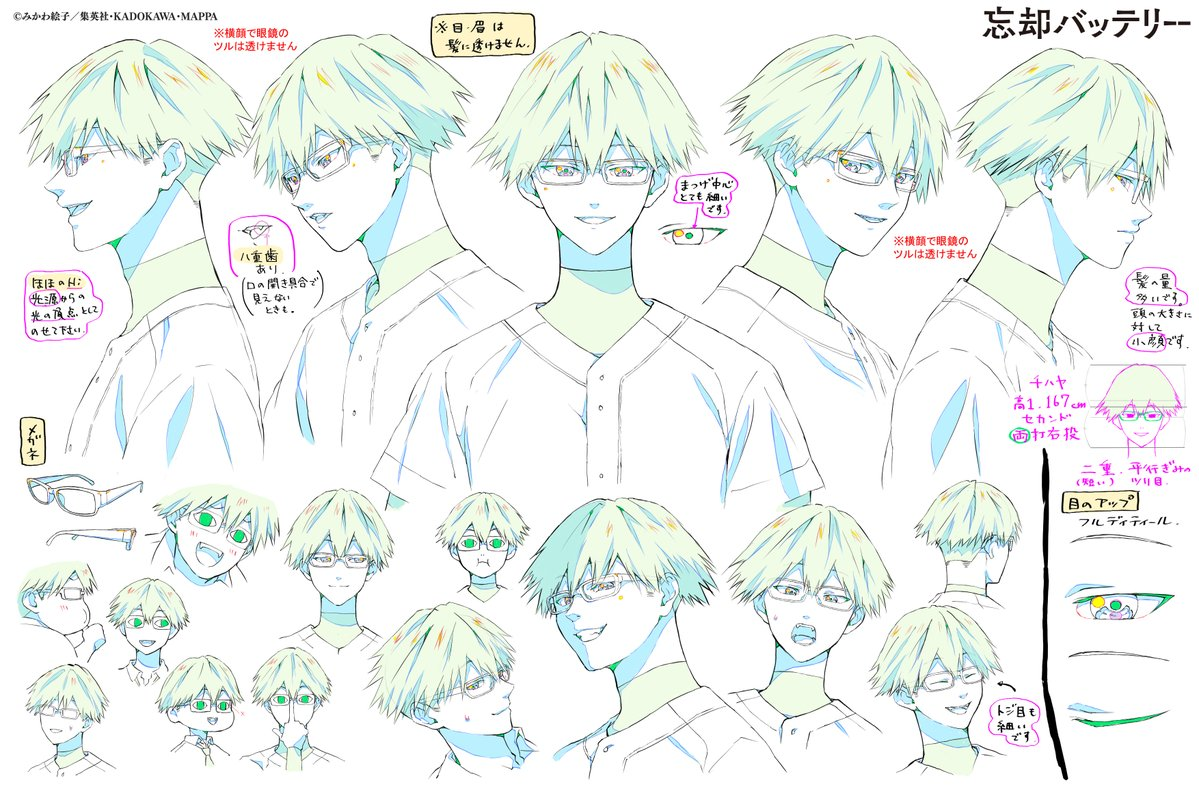 ©みかわ絵子／集英社・KADOKAWA・MAPPA
忘却バッテリー
※横顔で眼鏡の
ツルは透けません
※目・眉は
髪に透けません.
まつげ中心
とても細い
です.
八重歯
あり.
(口の開き具合で
見えない
ときも.)
※横顔で眼鏡の
ツルは透けません
ほほのH:
光源からの
光の頂点として
のせて下さい.
髪の量
多いです。
頭の大きさに
対して
小顔です.
チハヤ
高1. 167cm
セカンド
両打右投
二重. 平行ぎみの
(短い) ツリ目.
メガネ
目のアップ
フルディティール.
トジ目も
細い
です